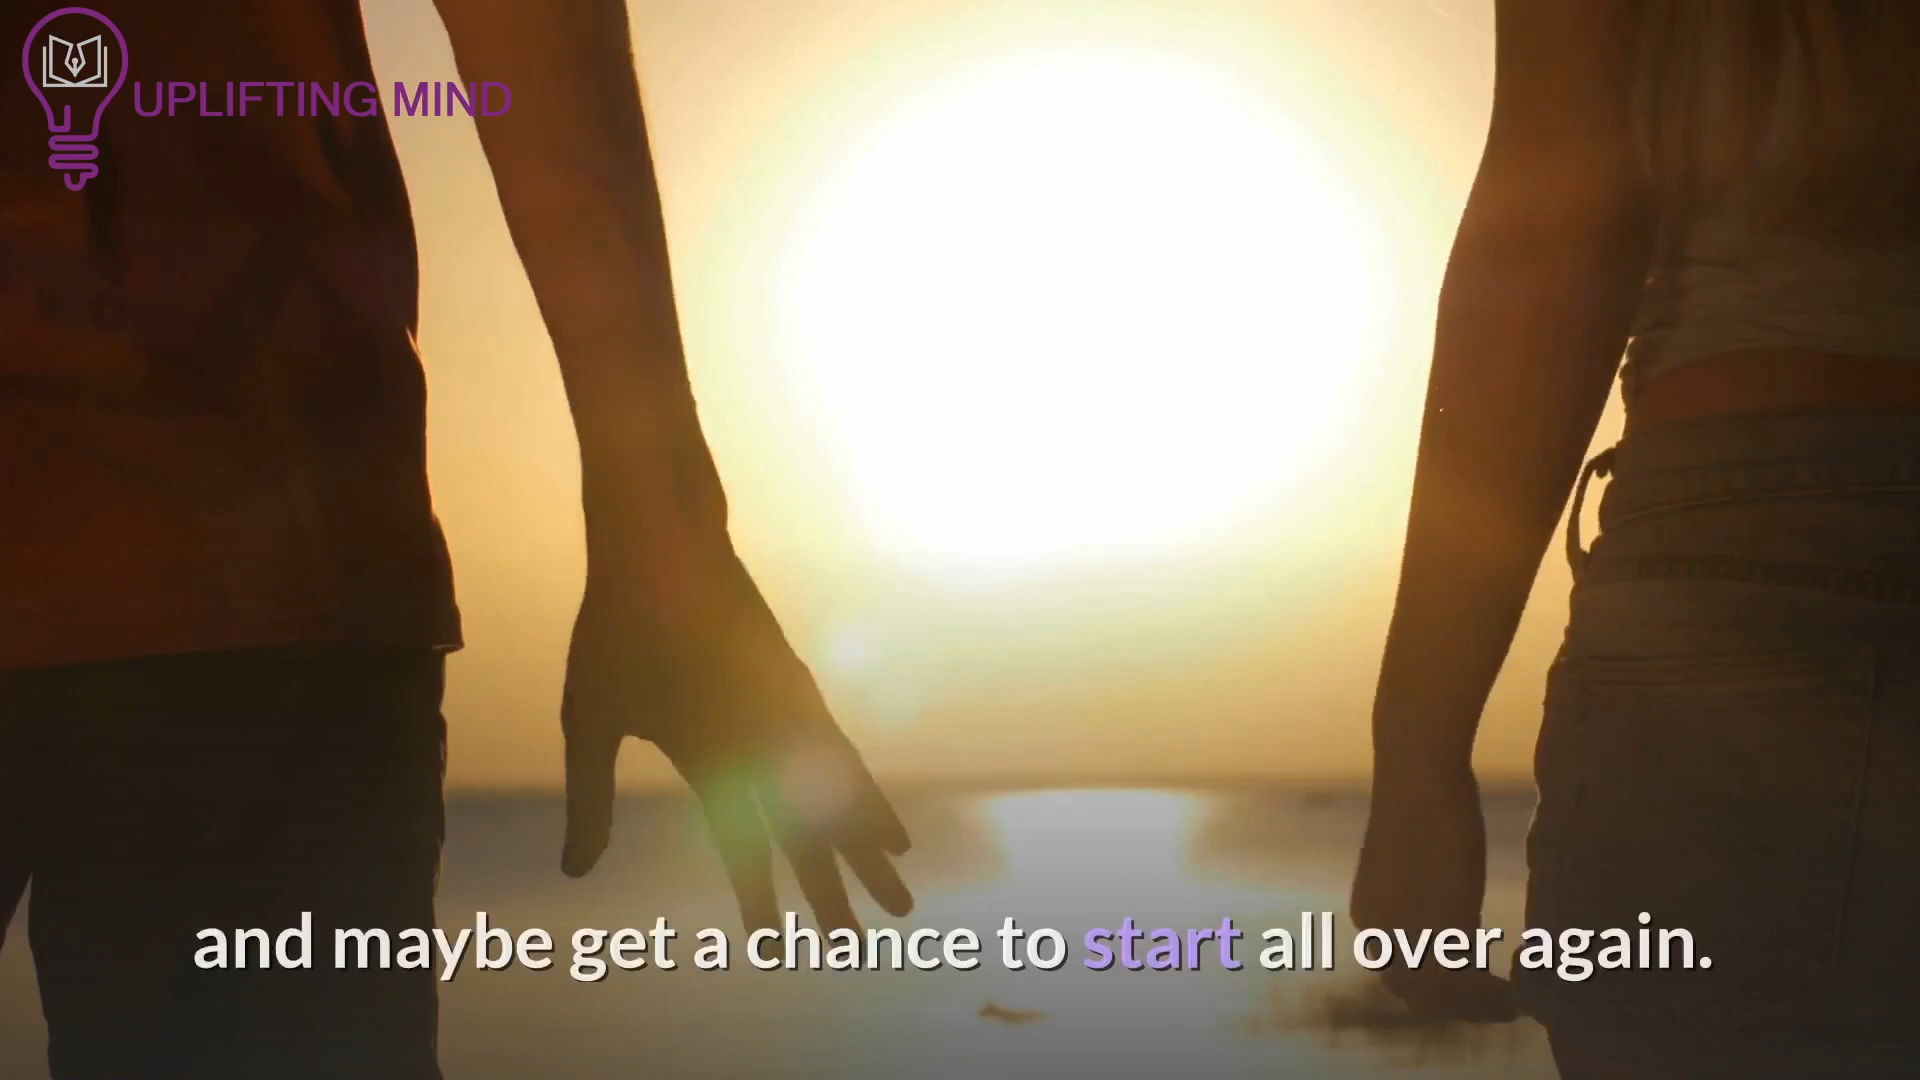 UPLIFTING MIND
and maybe get a chance to start all over again.